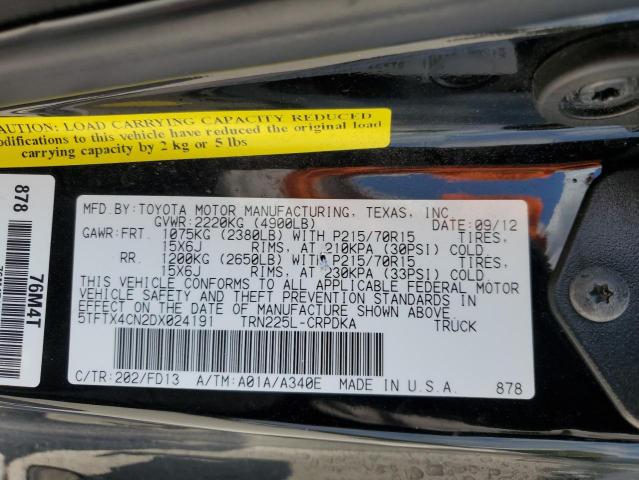 CAUTION: LOAD CARRYING CAPACITY REDUCED
odifications to this vehicle have reduced the original load
carrying capacity by 2 kg or 5 lbs
878
76M4T
MFD.BY:TOYOTA MOTOR MANUFACTURING, TEXAS, INC.
GVWR:2220KG (4900LB) DATE:09/12
GAWR:FRT. 1075KG (2380LB) WITH P215/70R15 TIRES,
15X6J RIMS, AT 210KPA (30PSI) COLD
RR. 1200KG (2650LB) WITH P215/70R15 TIRES,
15X6J RIMS, AT 230KPA (33PSI) COLD
THIS VEHICLE CONFORMS TO ALL APPLICABLE FEDERAL MOTOR
VEHICLE SAFETY AND THEFT PREVENTION STANDARDS IN
EFFECT ON THE DATE OF MANUFACTURE SHOWN ABOVE.
5TFTX4CN2DX024191 TRN225L-CRPDKA TRUCK
C/TR:202/FD13 A/TM:A01A/A340E MADE IN U.S.A. 878